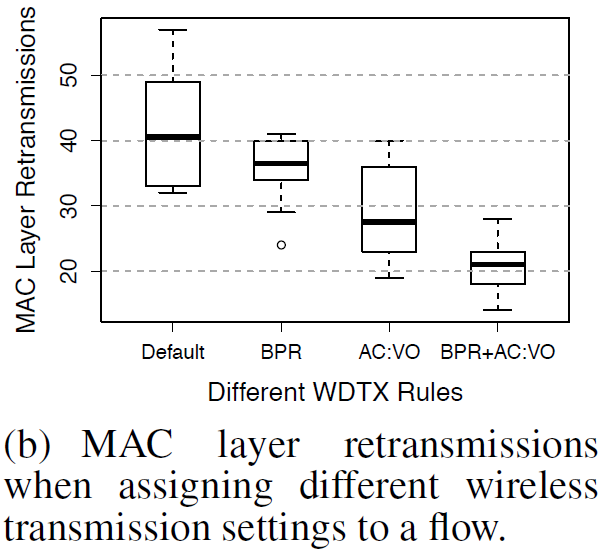 MAC Layer Retransmissions
50
40
30
20
Default BPR AC:VO BPR+AC:VO
Different WDTX Rules
(b) MAC layer retransmissions
when assigning different wireless
transmission settings to a flow.